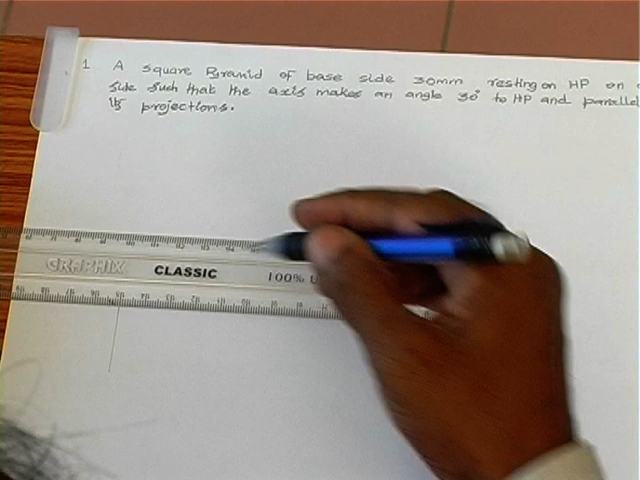 1 A square Pyramid of base side 30mm resting on HP on
side such that the axis makes an angle 30° to HP and parallel
its projections.
GRAPHIX CLASSIC 100%